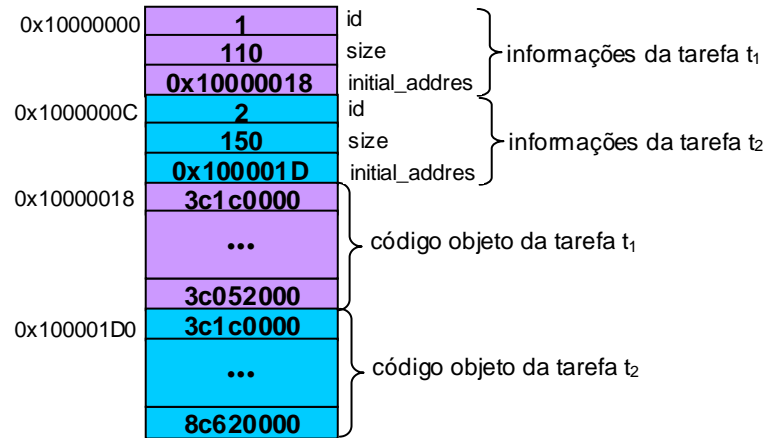 0x10000000 1 id
110 size
0x10000018 initial_addres
informações da tarefa t1
0x1000000C 2 id
150 size
0x100001D initial_addres
informações da tarefa t2
0x10000018 3c1c0000
...
3c052000
código objeto da tarefa t1
0x100001D0 3c1c0000
...
8c620000
código objeto da tarefa t2